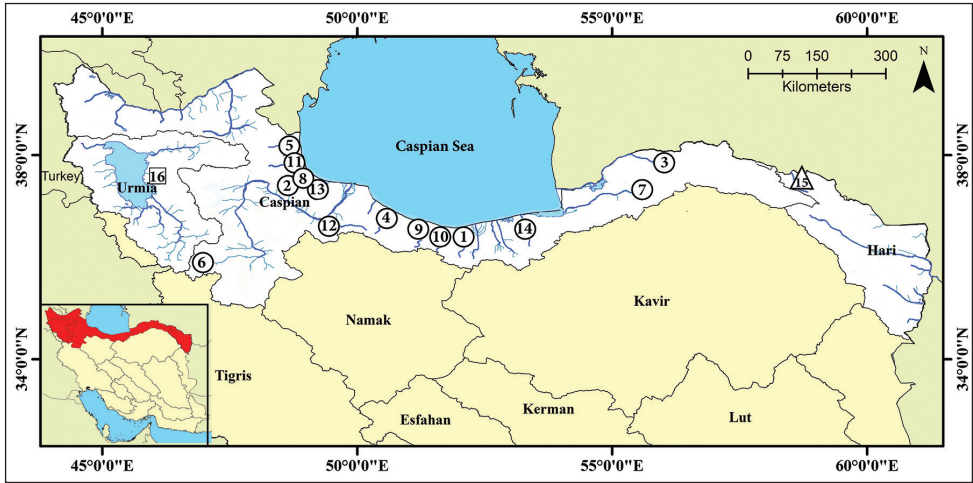 45°0'0"E 50°0'0"E 55°0'0"E 60°0'0"E
N
0 75 150 300
Kilometers
38°0'0"N
38°0'0"N
Caspian Sea
5
11
3
Turkey
Urmia
16
2
8
13
7
15
Caspian
4
12
9
10
1
14
6
Hari
Kavir
Namak
34°0'0"N
34°0'0"N
Tigris
Esfahan
Kerman
Lut
45°0'0"E 50°0'0"E 55°0'0"E 60°0'0"E